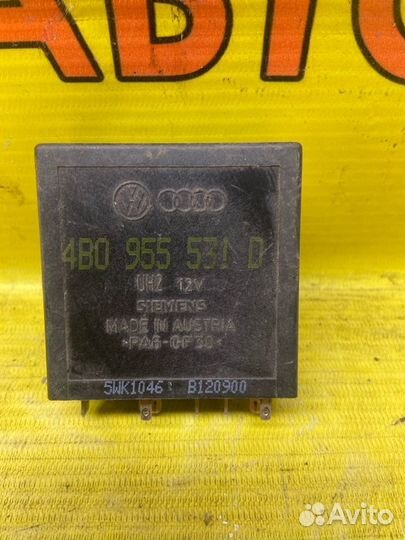 АВТО
4B0 955 531 D
UHZ 12V
SIEMENS
MADE IN AUSTRIA
>PA6-GF30<
5WK1046 B120900
Avito